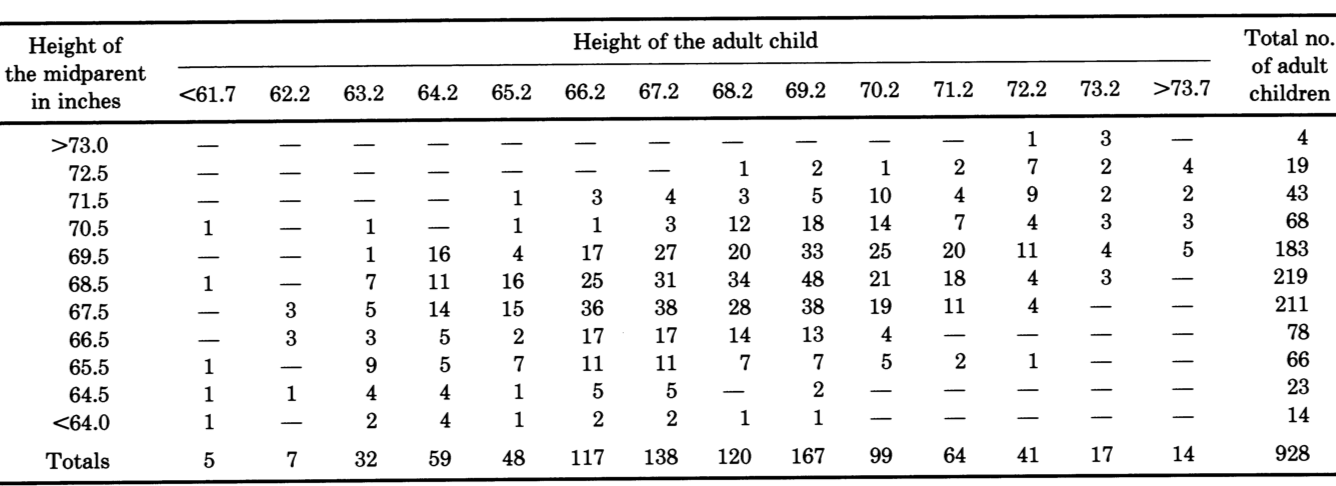 Height of the midparent in inches Height of the adult child Total no. of adult children
<61.7 62.2 63.2 64.2 65.2 66.2 67.2 68.2 69.2 70.2 71.2 72.2 73.2 >73.7
>73.0 — — — — — — — — — — — 1 3 — 4
72.5 — — — — — — — 1 2 1 2 7 2 4 19
71.5 — — — — 1 3 4 3 5 10 4 9 2 2 43
70.5 1 — 1 — 1 1 3 12 18 14 7 4 3 3 68
69.5 — — 1 16 4 17 27 20 33 25 20 11 4 5 183
68.5 1 — 7 11 16 25 31 34 48 21 18 4 3 — 219
67.5 — 3 5 14 15 36 38 28 38 19 11 4 — — 211
66.5 — 3 3 5 2 17 17 14 13 4 — — — — 78
65.5 1 — 9 5 7 11 11 7 7 5 2 1 — — 66
64.5 1 1 4 4 1 5 5 — 2 — — — — — 23
<64.0 1 — 2 4 1 2 2 1 1 — — — — — 14
Totals 5 7 32 59 48 117 138 120 167 99 64 41 17 14 928